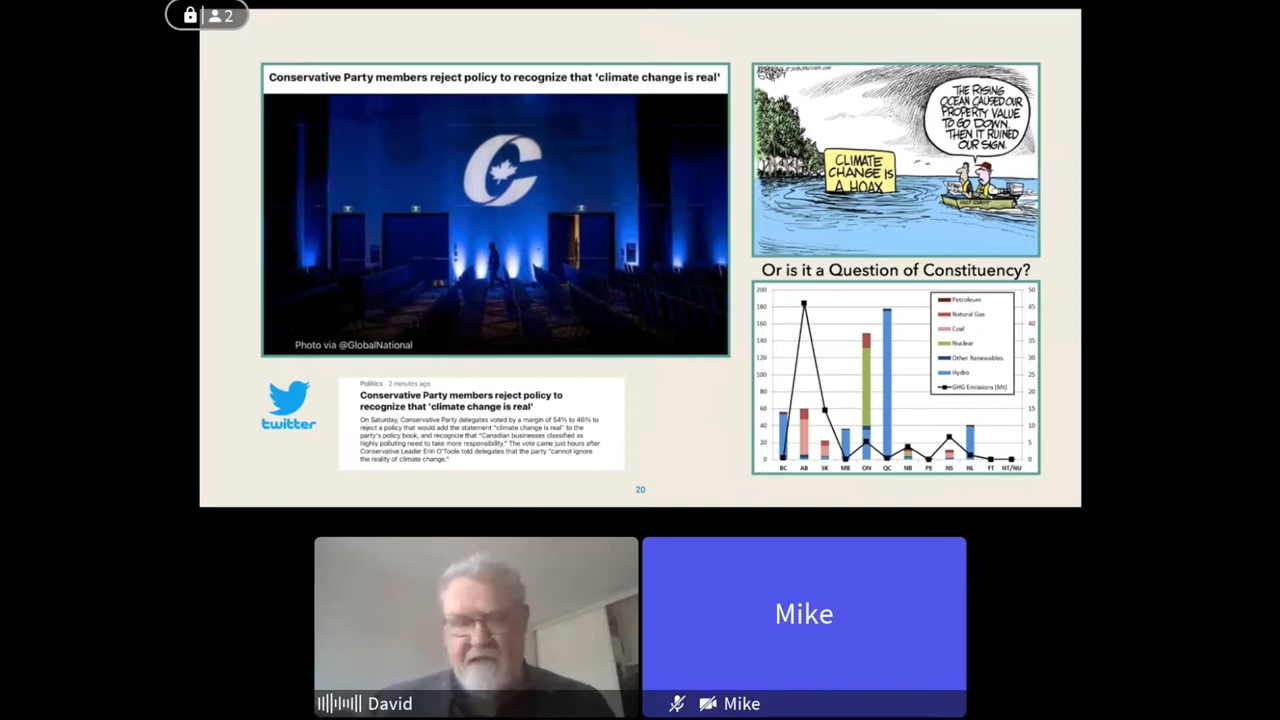 2
Conservative Party members reject policy to recognize that 'climate change is real'
Photo via @GlobalNational
twitter
Politics · 2 minutes ago
Conservative Party members reject policy to
recognize that 'climate change is real'
On Saturday, Conservative Party delegates voted by a margin of 54% to 46% to
reject a policy that would add the statement "climate change is real" to the
party's policy book, and recognize that "Canadian businesses classified as
highly polluting need to take more responsibility." The vote came just hours after
Conservative Leader Erin O'Toole told delegates that the party "cannot ignore
the reality of climate change."
THE RISING
OCEAN CAUSED OUR
PROPERTY VALUE
TO GO DOWN.
THEN IT RUINED
OUR SIGN.
CLIMATE
CHANGE IS
A HOAX
GULF COAST
Or is it a Question of Constituency?
200
180
160
140
120
100
80
60
40
20
0
50
45
40
35
30
25
20
15
10
5
0
Petroleum
Natural Gas
Coal
Nuclear
Other Renewables
Hydro
GHG Emissions (Mt)
BC AB SK MB ON QC NB PE NS NL YT NT/NU
20
Mike
David
Mike